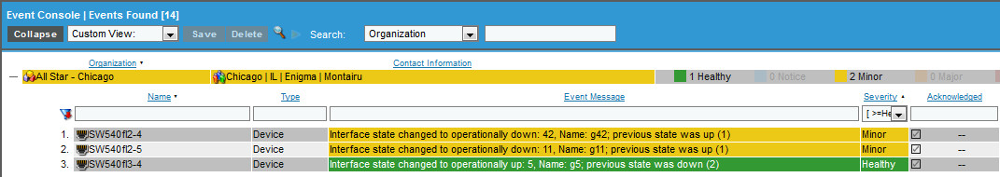 Event Console | Events Found [14]
Collapse Custom View: Save Delete Search: Organization
Organization Contact Information
All Star - Chicago Chicago | IL | Enigma | Montairu 1 Healthy 0 Notice 2 Minor 0 Major
Name Type Event Message Severity Acknowledged
[ >=He
1. SW540fl2-4 Device Interface state changed to operationally down: 42, Name: g42; previous state was up (1) Minor --
2. SW540fl2-5 Device Interface state changed to operationally down: 11, Name: g11; previous state was up (1) Minor --
3. SW540fl3-4 Device Interface state changed to operationally up: 5, Name: g5; previous state was down (2) Healthy --